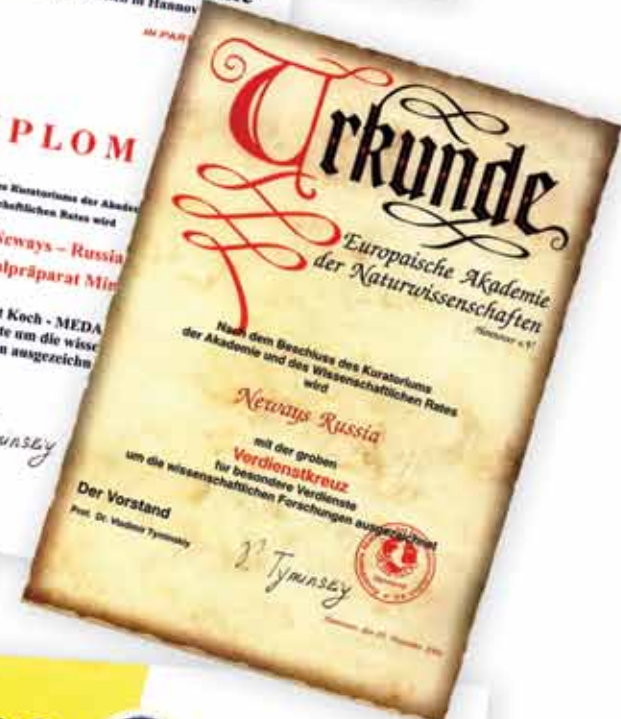 in Hannov
IN PAR
PLOM
Kuratoriums der Akade
chaftlichen Rates wird
Neways – Russia
alpräparat Min
t Koch - MEDA
te um die wisse
n ausgezeichn
Urkunde
Europaische Akademie
der Naturwissenschaften
Hannover e.V.
Nach dem Beschluss des Kuratoriums
der Akademie und des Wissenschaftlichen Rates
wird
Neways Russia
mit der groben
Verdienstkreuz
für besondere Verdienste
um die wissenschaftlichen Forschungen ausgezeichnet
Der Vorstand
Prof. Dr. Vladimir Tyminskiy
V. Tyminskiy